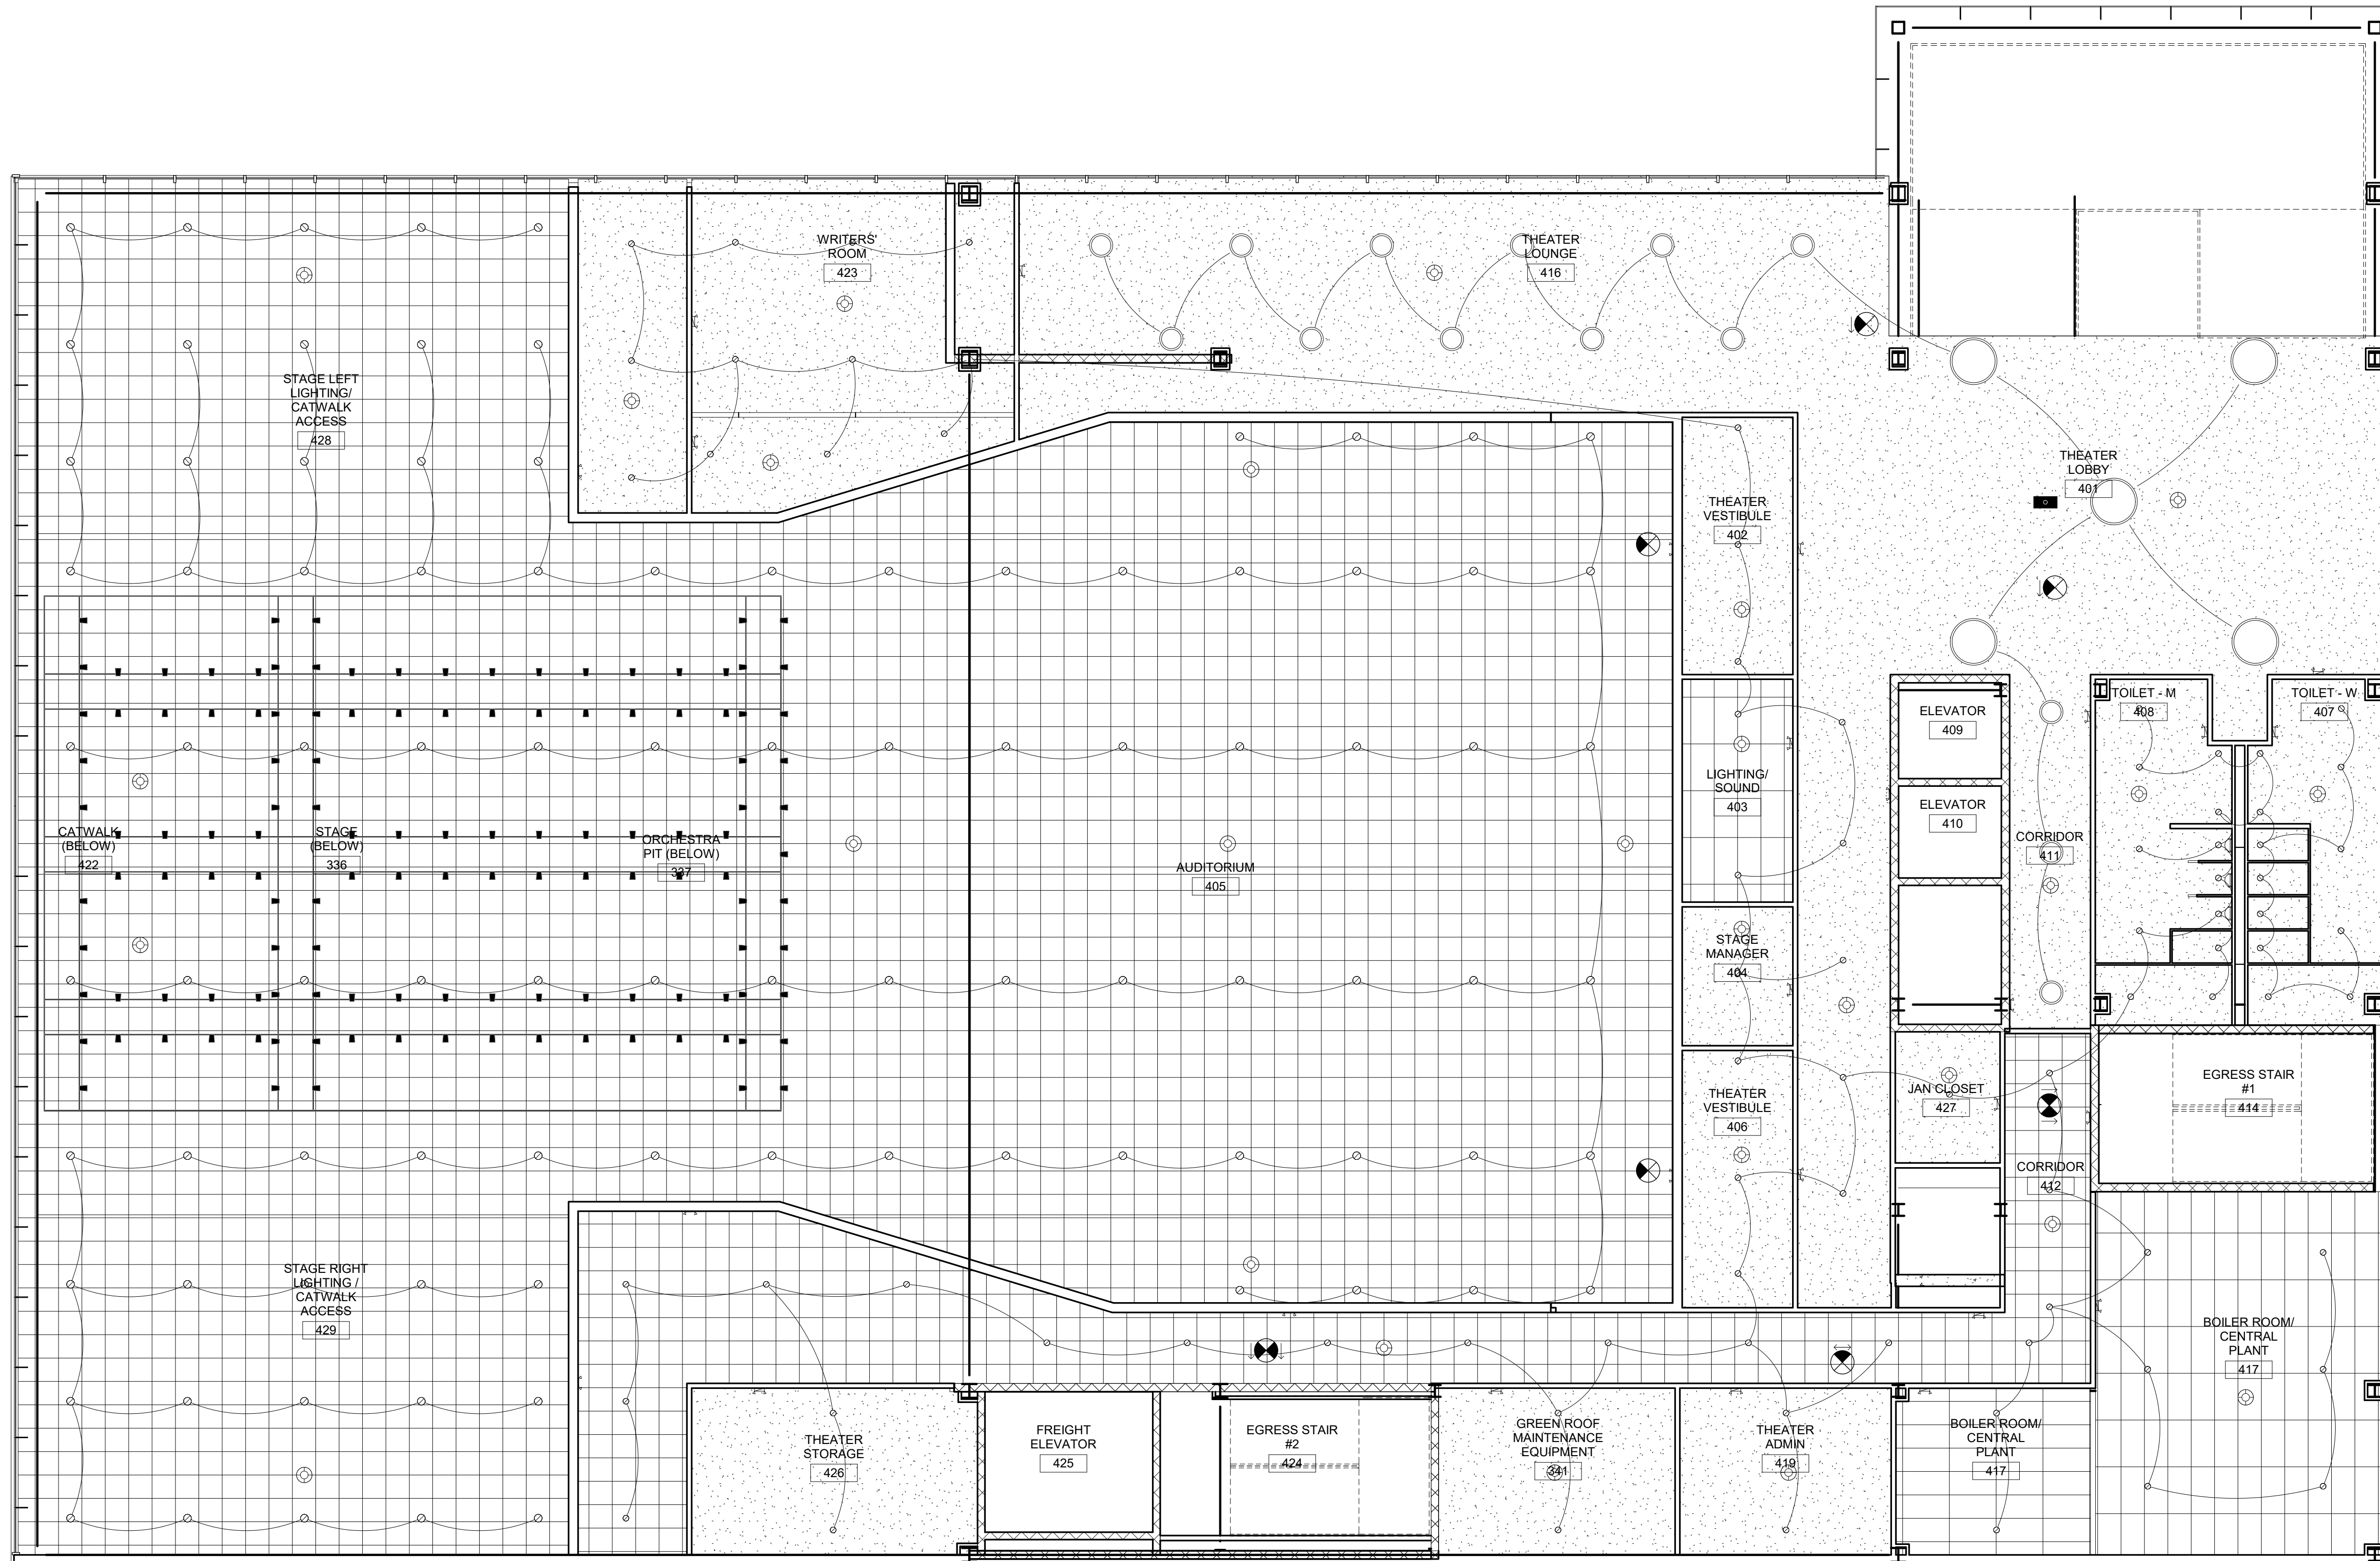 WRITERS'
ROOM
423
THEATER
LOUNGE
416
STAGE LEFT
LIGHTING/
CATWALK
ACCESS
428
THEATER
LOBBY
401
THEATER
VESTIBULE
402
TOILET - M
408
TOILET - W
407
ELEVATOR
409
LIGHTING/
SOUND
403
ELEVATOR
410
CORRIDOR
411
CATWALK
(BELOW)
422
STAGE
(BELOW)
336
ORCHESTRA
PIT (BELOW)
337
AUDITORIUM
405
STAGE
MANAGER
404
THEATER
VESTIBULE
406
JAN CLOSET
427
EGRESS STAIR
#1
414
CORRIDOR
412
STAGE RIGHT
LIGHTING /
CATWALK
ACCESS
429
BOILER ROOM/
CENTRAL
PLANT
417
THEATER
STORAGE
426
FREIGHT
ELEVATOR
425
EGRESS STAIR
#2
424
GREEN ROOF
MAINTENANCE
EQUIPMENT
341
THEATER
ADMIN
419
BOILER ROOM/
CENTRAL
PLANT
417